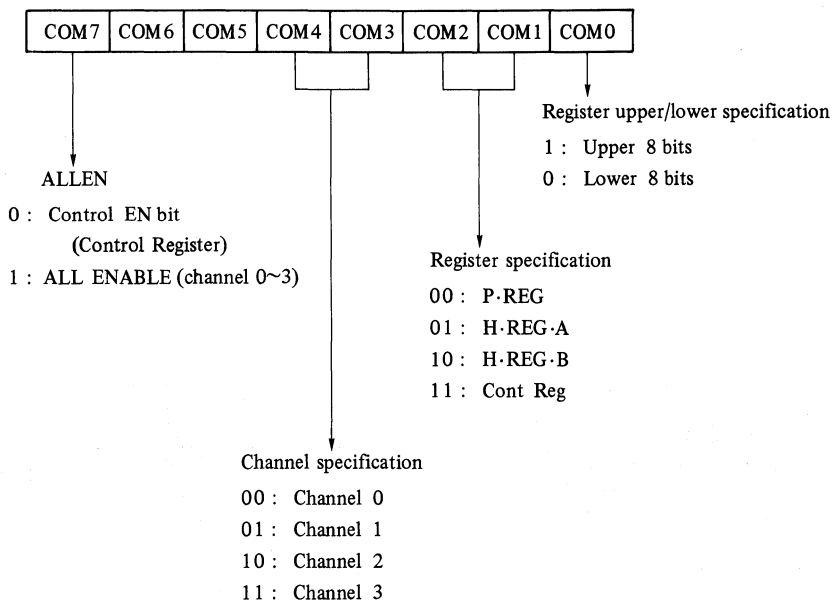 COM7 COM6 COM5 COM4 COM3 COM2 COM1 COM0
Register upper/lower specification
1 : Upper 8 bits
0 : Lower 8 bits
ALLEN
0 : Control EN bit
(Control Register)
1 : ALL ENABLE (channel 0~3)
Register specification
00 : P·REG
01 : H·REG·A
10 : H·REG·B
11 : Cont Reg
Channel specification
00 : Channel 0
01 : Channel 1
10 : Channel 2
11 : Channel 3